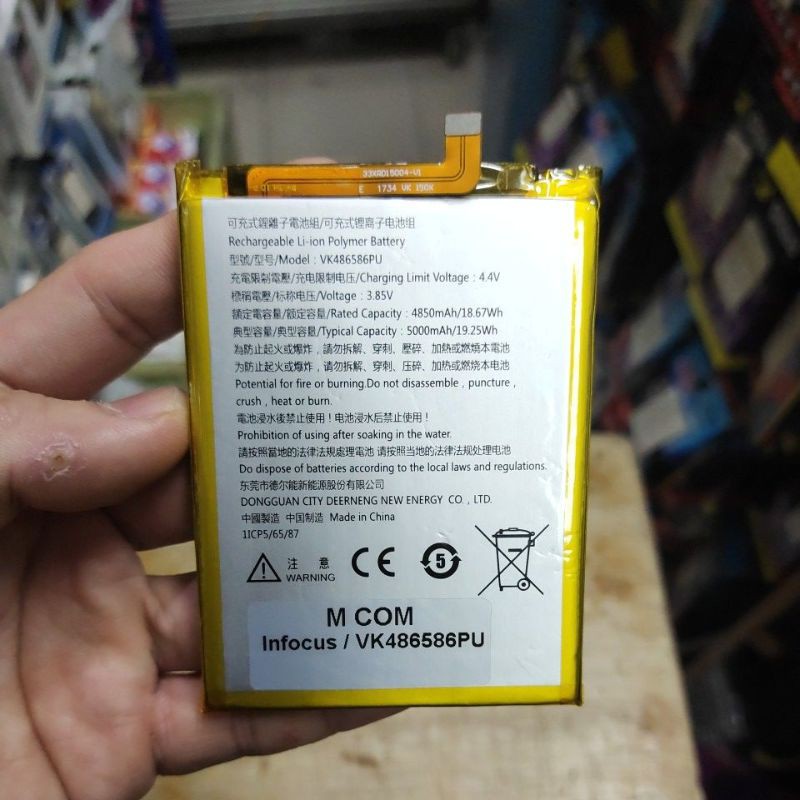 33XRD15004-V1
E 1734 VK 190K
可充式鋰離子電池組/可充式锂离子电池组
Rechargeable Li-ion Polymer Battery
型號/型号/Model : VK486586PU
充電限制電壓/充电限制电压/Charging Limit Voltage : 4.4V
標稱電壓/标称电压/Voltage : 3.85V
額定電容量/额定容量/Rated Capacity : 4850mAh/18.67Wh
典型電容量/典型容量/Typical Capacity : 5000mAh/19.25Wh
為防止起火或爆炸，請勿拆解、穿刺、壓碎、加熱或燃燒本電池
为防止起火或爆炸，请勿拆解、穿刺、压碎、加热或燃烧本电池
Potential for fire or burning.Do not disassemble , puncture ,
crush , heat or burn.
電池浸水後禁止使用！电池浸水后禁止使用！
Prohibition of using after soaking in the water.
請按照當地的法律法規處理電池 请按照当地的法律法规处理电池
Do dispose of batteries according to the local laws and regulations.
东莞市德尔能新能源股份有限公司
DONGGUAN CITY DEERNENG NEW ENERGY CO. , LTD.
中國製造 中国制造 Made in China
1ICP5/65/87
注 意
WARNING
CE
5
M COM
Infocus / VK486586PU